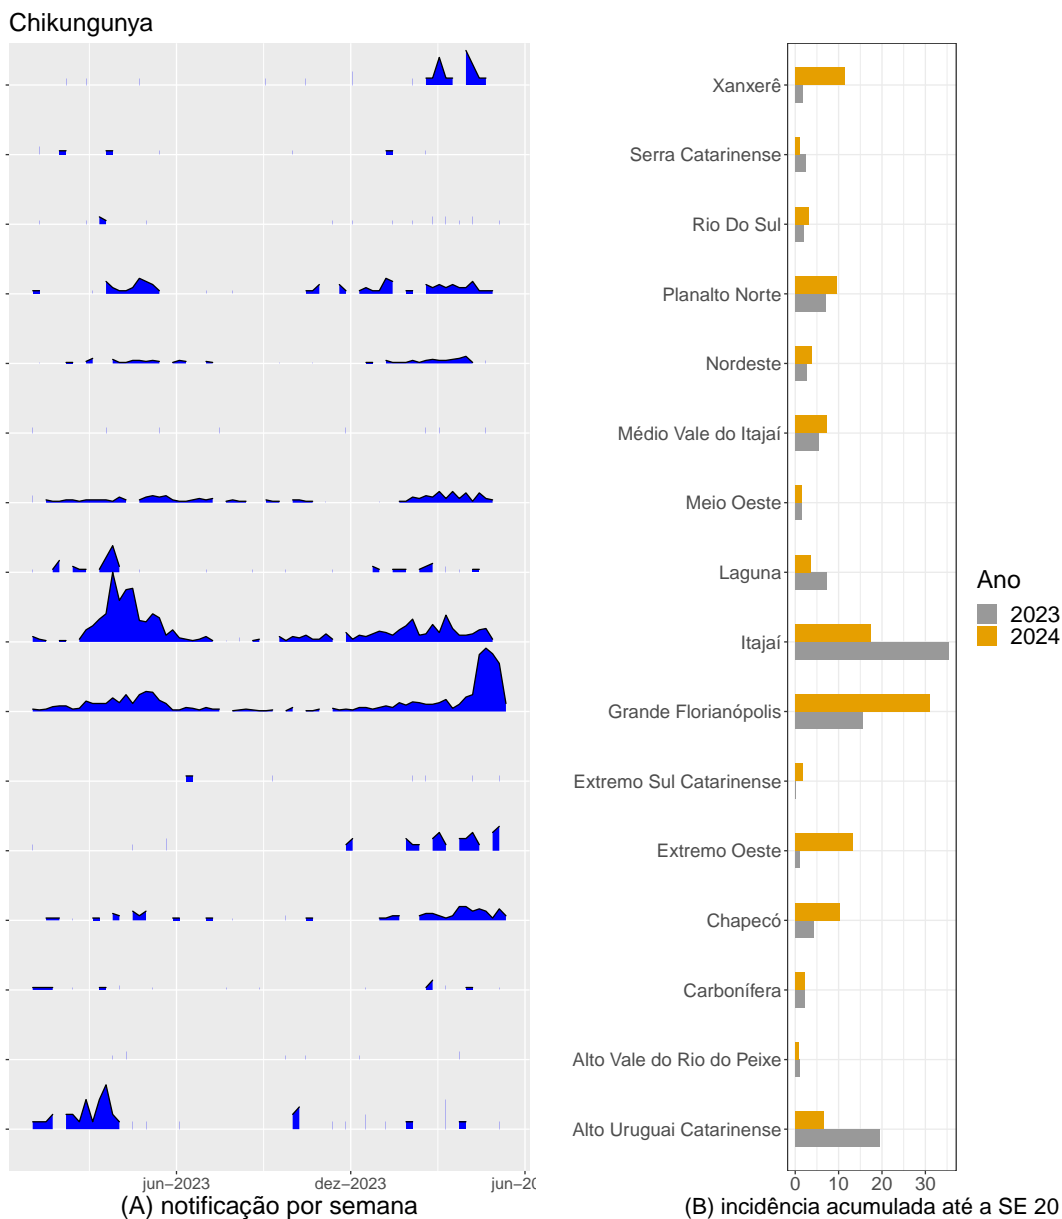 Chikungunya
Xanxerê
Serra Catarinense
Rio Do Sul
Planalto Norte
Nordeste
Médio Vale do Itajaí
Meio Oeste
Laguna
Itajaí
Grande Florianópolis
Extremo Sul Catarinense
Extremo Oeste
Chapecó
Carbonífera
Alto Vale do Rio do Peixe
Alto Uruguai Catarinense
Ano
2023
2024
jun−2023 dez−2023 jun−20
0 10 20 30
(A) notificação por semana
(B) incidência acumulada até a SE 20